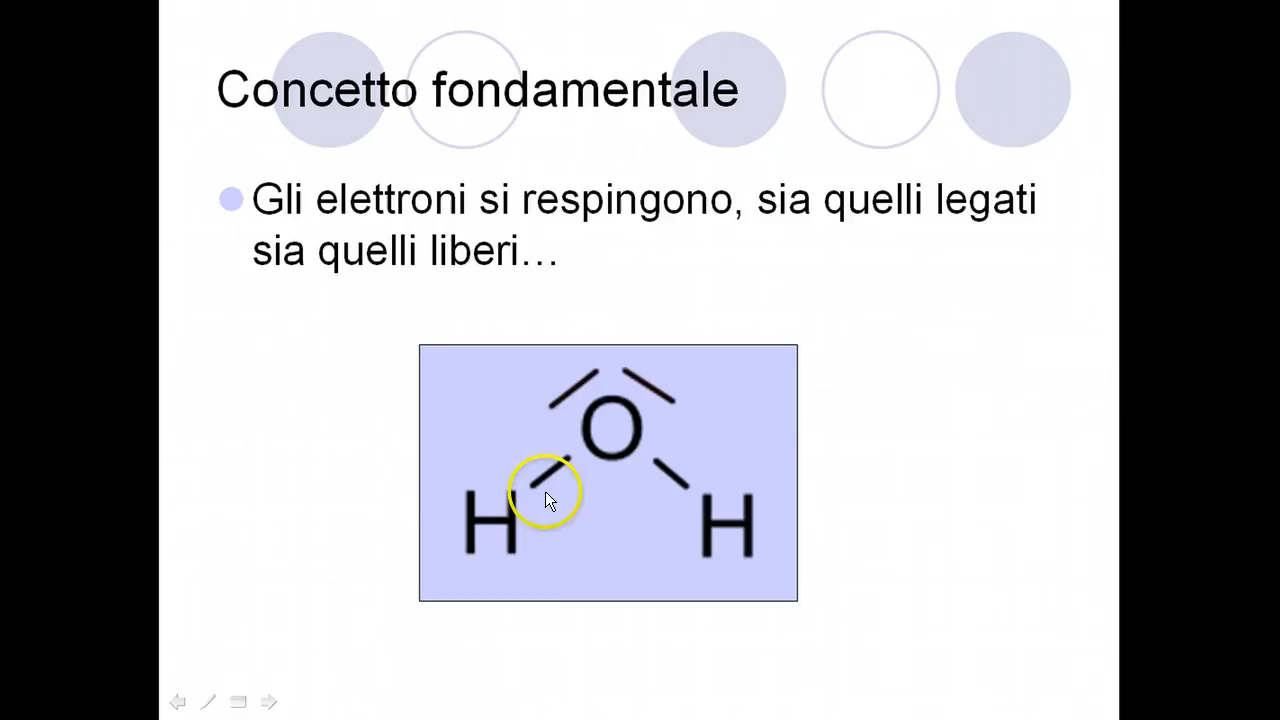 Concetto fondamentale
Gli elettroni si respingono, sia quelli legati
sia quelli liberi…
O
H H